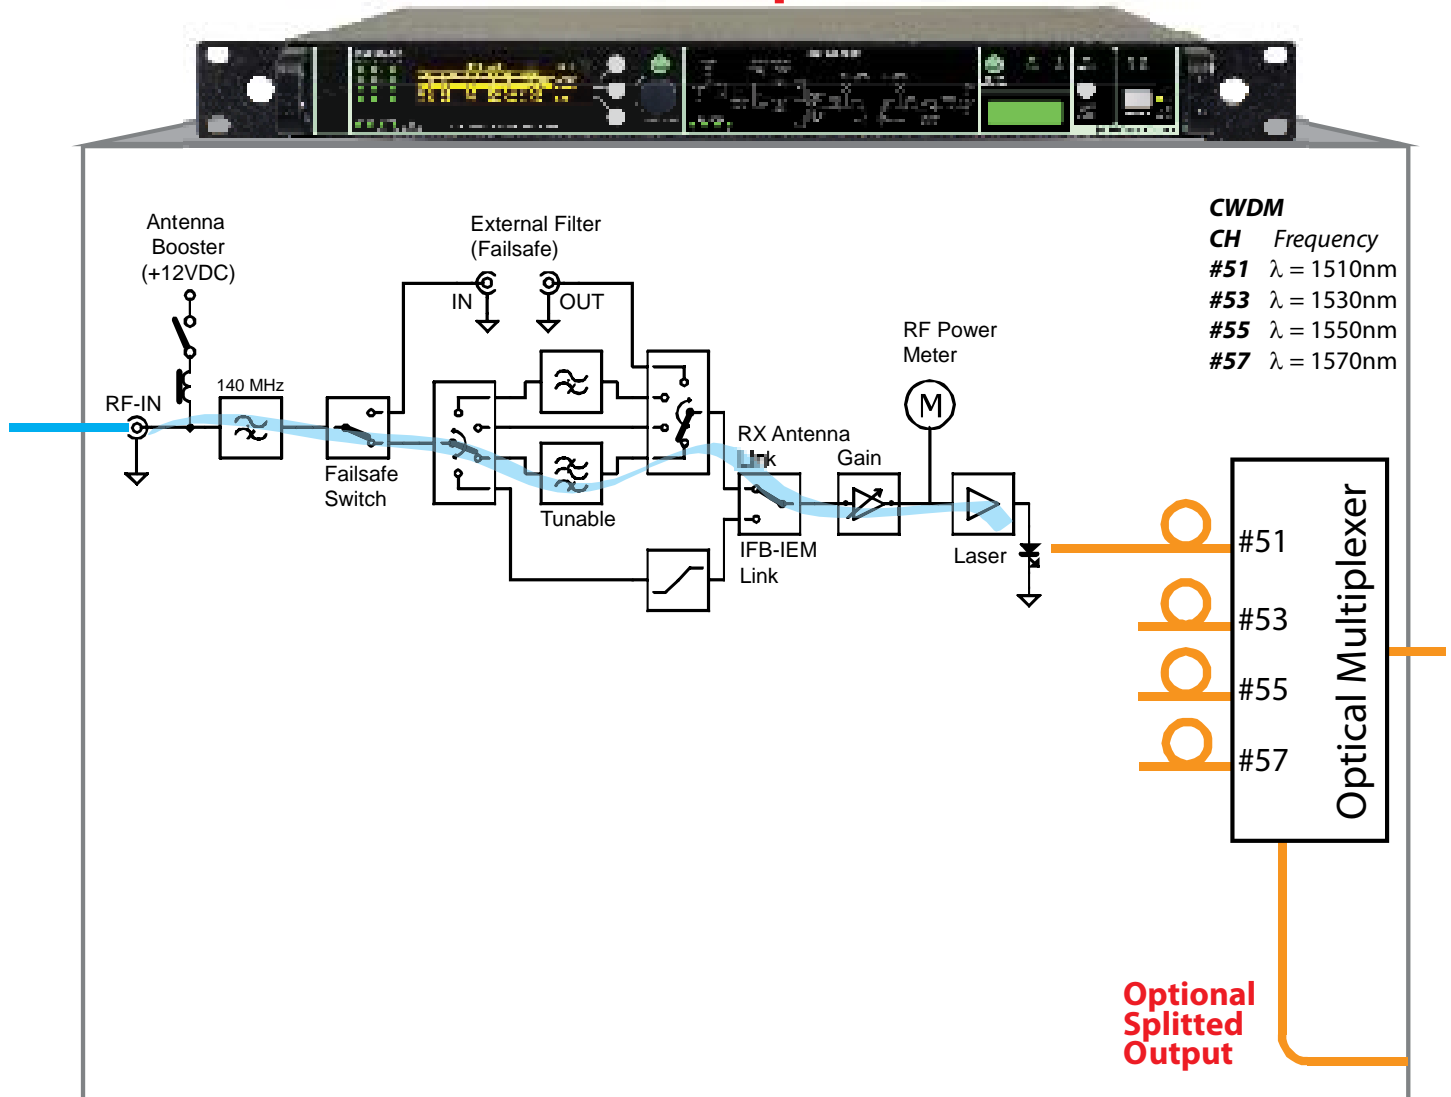 Antenna
Booster
(+12VDC)
External Filter
(Failsafe)
IN
OUT
CWDM
CH Frequency
#51 λ = 1510nm
#53 λ = 1530nm
#55 λ = 1550nm
#57 λ = 1570nm
RF Power
Meter
M
140 MHz
RF-IN
Failsafe
Switch
Tunable
RX Antenna
Link
Gain
IFB-IEM
Link
Laser
#51
#53
#55
#57
Optical Multiplexer
Optional
Splitted
Output